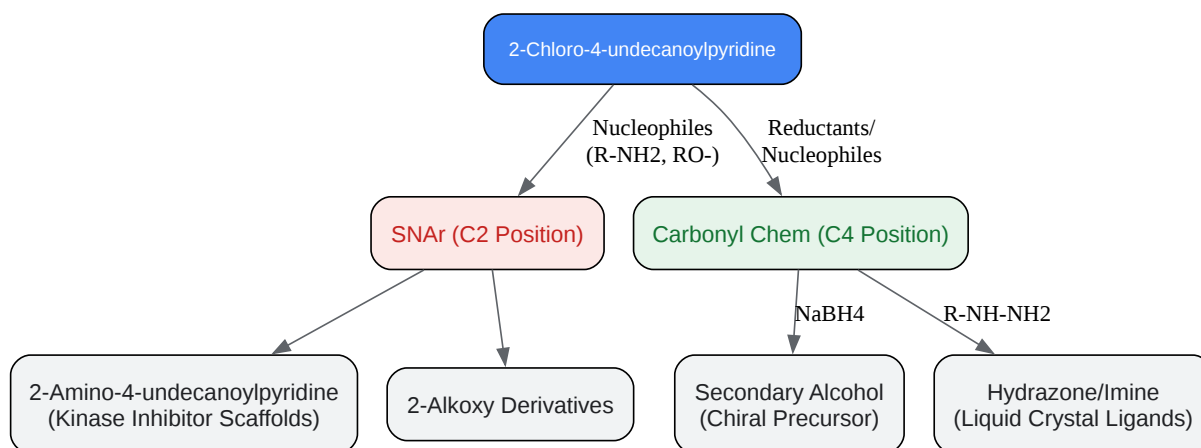 2-Chloro-4-undecanoylpyridine
Nucleophiles
(R-NH2, RO-)
Reductants/
Nucleophiles
SNAr (C2 Position)
Carbonyl Chem (C4 Position)
NaBH4
R-NH-NH2
2-Amino-4-undecanoylpyridine
(Kinase Inhibitor Scaffolds)
2-Alkoxy Derivatives
Secondary Alcohol
(Chiral Precursor)
Hydrazone/Imine
(Liquid Crystal Ligands)